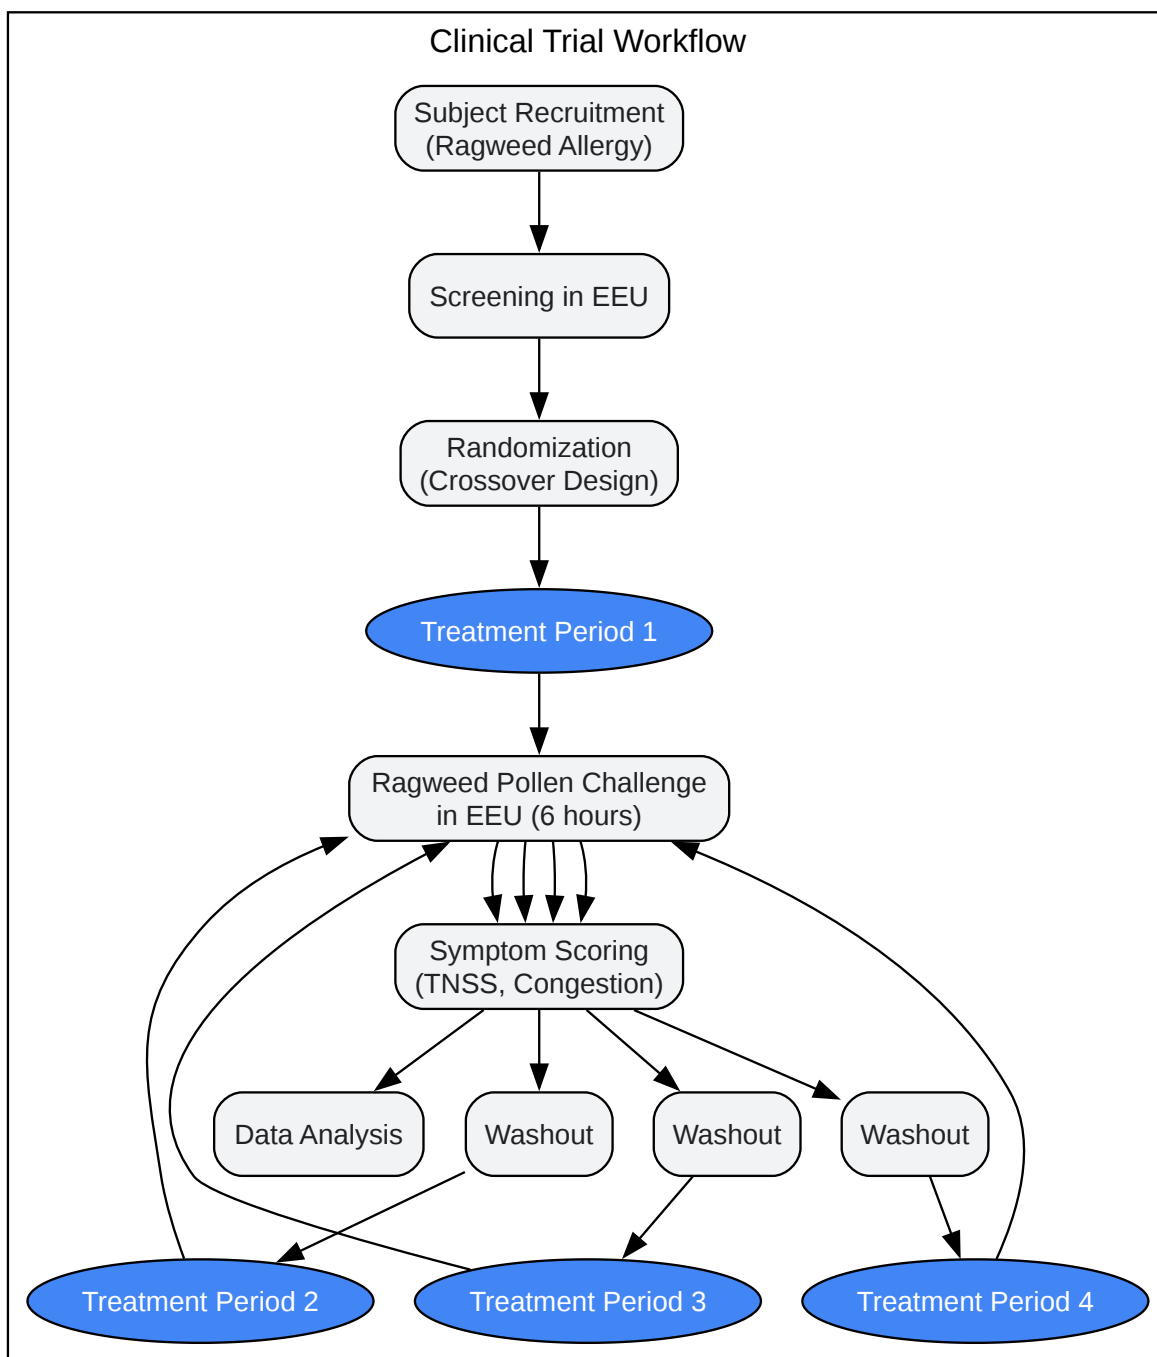 Clinical Trial Workflow
Subject Recruitment
(Ragweed Allergy)
Screening in EEU
Randomization
(Crossover Design)
Treatment Period 1
Ragweed Pollen Challenge
in EEU (6 hours)
Symptom Scoring
(TNSS, Congestion)
Data Analysis
Washout
Washout
Washout
Treatment Period 2
Treatment Period 3
Treatment Period 4